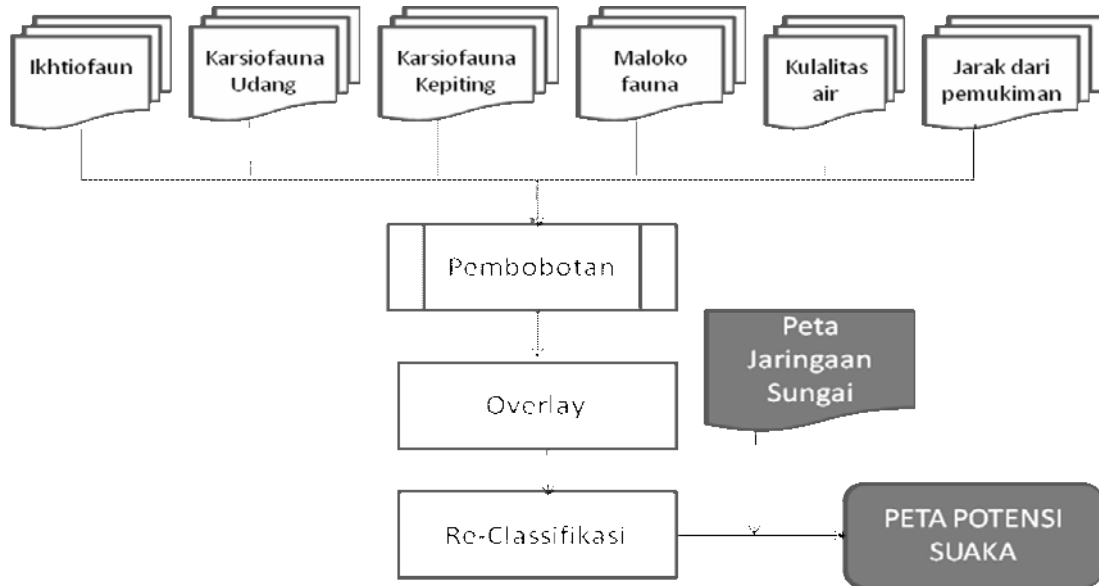 Ikhtiofaun
Karsiofauna
Udang
Karsiofauna
Kepiting
Maloko
fauna
Kulalitas
air
Jarak dari
pemukiman
Pembobotan
Peta
Jaringaan
Sungai
Overlay
Re-Classifikasi
PETA POTENSI
SUAKA